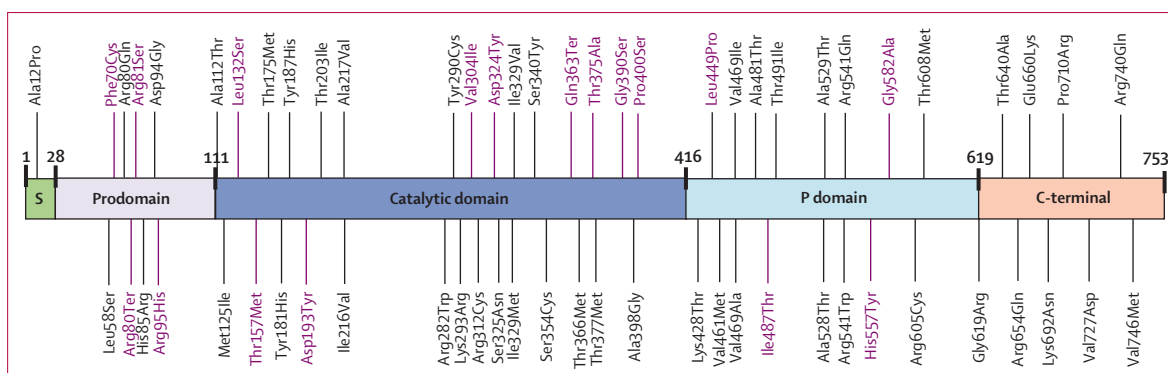 Ala12Pro
Phe70Cys
Arg80Gln
Arg81Ser
Asp94Gly
Ala112Thr
Leu132Ser
Thr175Met
Tyr187His
Thr203Ile
Ala217Val
Tyr290Cys
Val304Ile
Asp324Tyr
Ile329Val
Ser340Tyr
Gln363Ter
Thr375Ala
Gly390Ser
Pro400Ser
Leu449Pro
Val469Ile
Ala481Thr
Thr491Ile
Ala529Thr
Arg541Gln
Gly582Ala
Thr608Met
Thr640Ala
Glu660Lys
Pro710Arg
Arg740Gln
1 28 111 416 619 753
S Prodomain Catalytic domain P domain C-terminal
Leu58Ser
Arg80Ter
His85Arg
Arg95His
Met125Ile
Thr157Met
Tyr181His
Asp193Tyr
Ile216Val
Arg282Trp
Lys293Arg
Arg312Cys
Ser325Asn
Ile329Met
Ser354Cys
Thr366Met
Thr377Met
Ala398Gly
Lys428Thr
Val461Met
Val469Ala
Ile487Thr
Ala528Thr
Arg541Trp
His557Tyr
Arg605Cys
Gly619Arg
Arg654Gln
Lys692Asn
Val727Asp
Val746Met